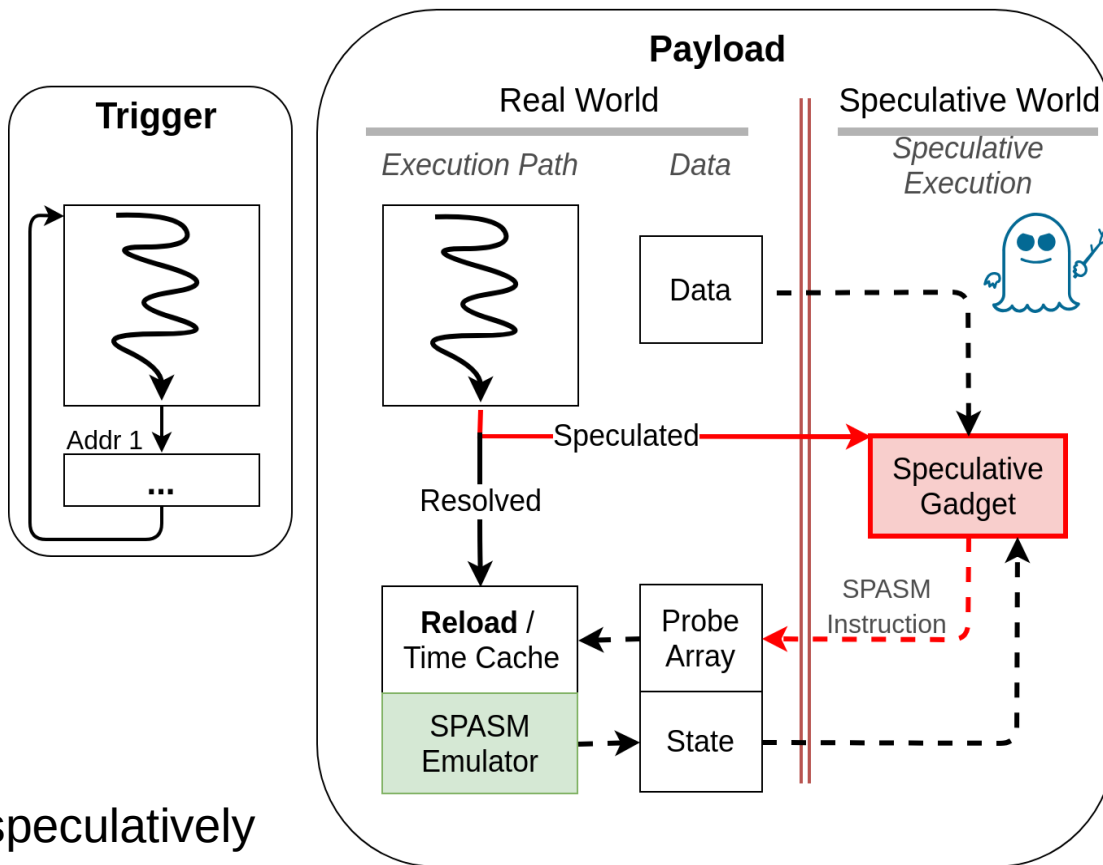 Payload
Trigger
Real World
Speculative World
Execution Path
Data
Speculative
Execution
Data
Addr 1
...
Speculated
Resolved
Speculative
Gadget
Reload /
Time Cache
Probe
Array
SPASM
Instruction
SPASM
Emulator
State
speculatively